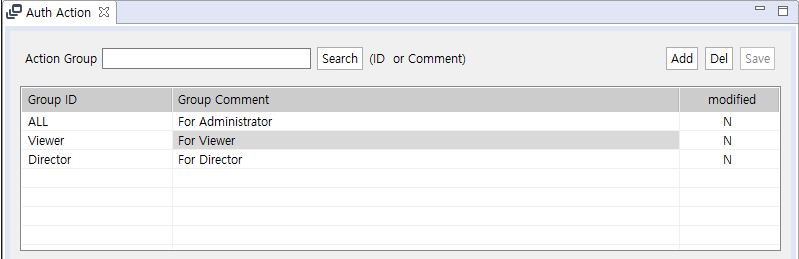 Auth Action
Action Group Search (ID or Comment) Add Del Save
Group ID Group Comment modified
ALL For Administrator N
Viewer For Viewer N
Director For Director N